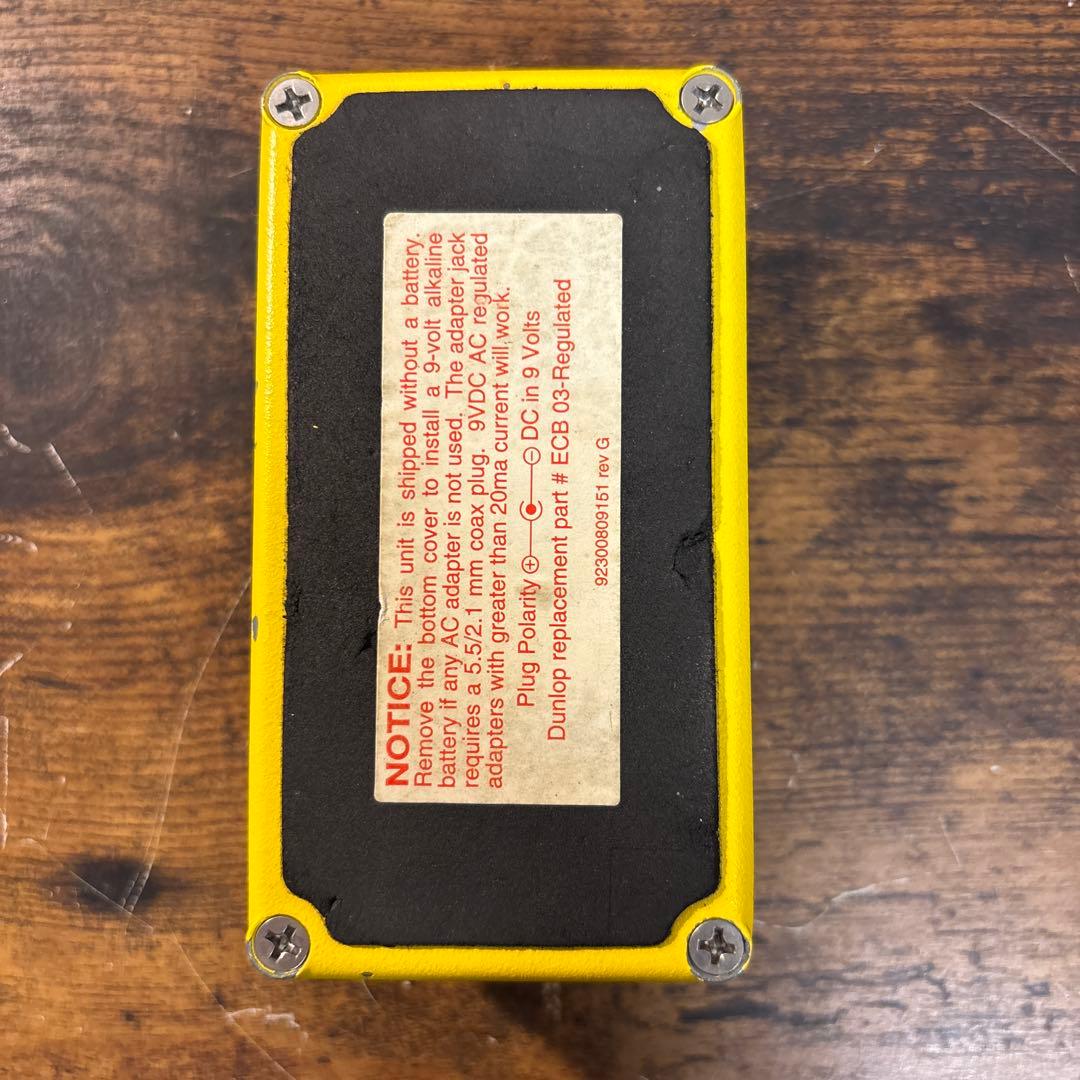 NOTICE: This unit is shipped without a battery.
Remove the bottom cover to install a 9-volt alkaline
battery if any AC adapter is not used. The adapter jack
requires a 5.5/2.1 mm coax plug. 9VDC AC regulated
adapters with greater than 20ma current will work.
Plug Polarity + - DC in 9 Volts
Dunlop replacement part # ECB 03-Regulated
92300809151 rev G